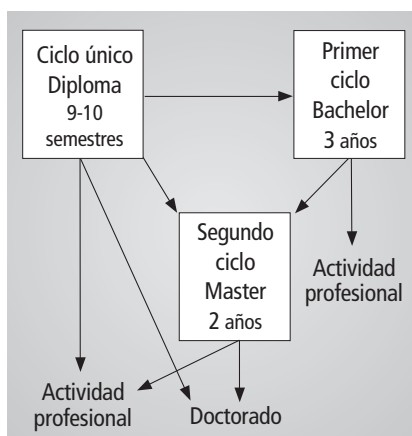 Ciclo único
Diploma
9-10
semestres
Primer
ciclo
Bachelor
3 años
Segundo
ciclo
Master
2 años
Actividad
profesional
Actividad
profesional
Doctorado